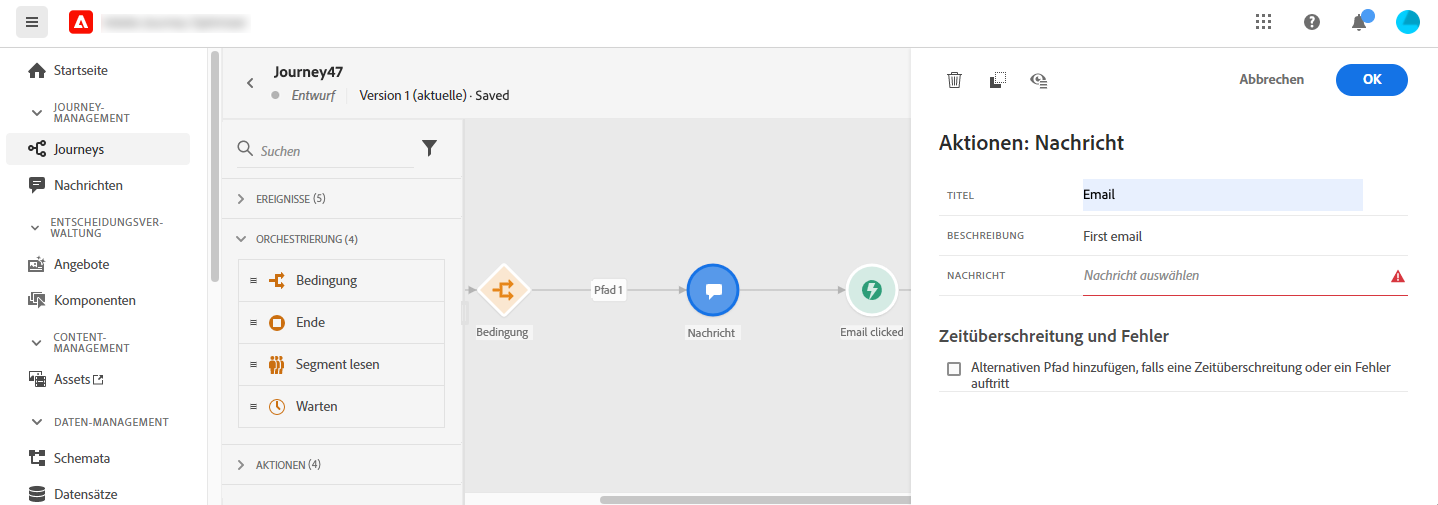 Startseite
JOURNEY-
MANAGEMENT
Journeys
Nachrichten
ENTSCHEIDUNGSVER-
WALTUNG
Angebote
Komponenten
CONTENT-
MANAGEMENT
Assets
DATEN-MANAGEMENT
Schemata
Datensätze
Journey47
Entwurf
Version 1 (aktuelle) · Saved
Suchen
EREIGNISSE (5)
ORCHESTRIERUNG (4)
Bedingung
Ende
Segment lesen
Warten
AKTIONEN (4)
Bedingung
Pfad 1
Nachricht
Email clicked
Abbrechen
OK
Aktionen: Nachricht
TITEL
Email
BESCHREIBUNG
First email
NACHRICHT
Nachricht auswählen
Zeitüberschreitung und Fehler
Alternativen Pfad hinzufügen, falls eine Zeitüberschreitung oder ein Fehler
auftritt